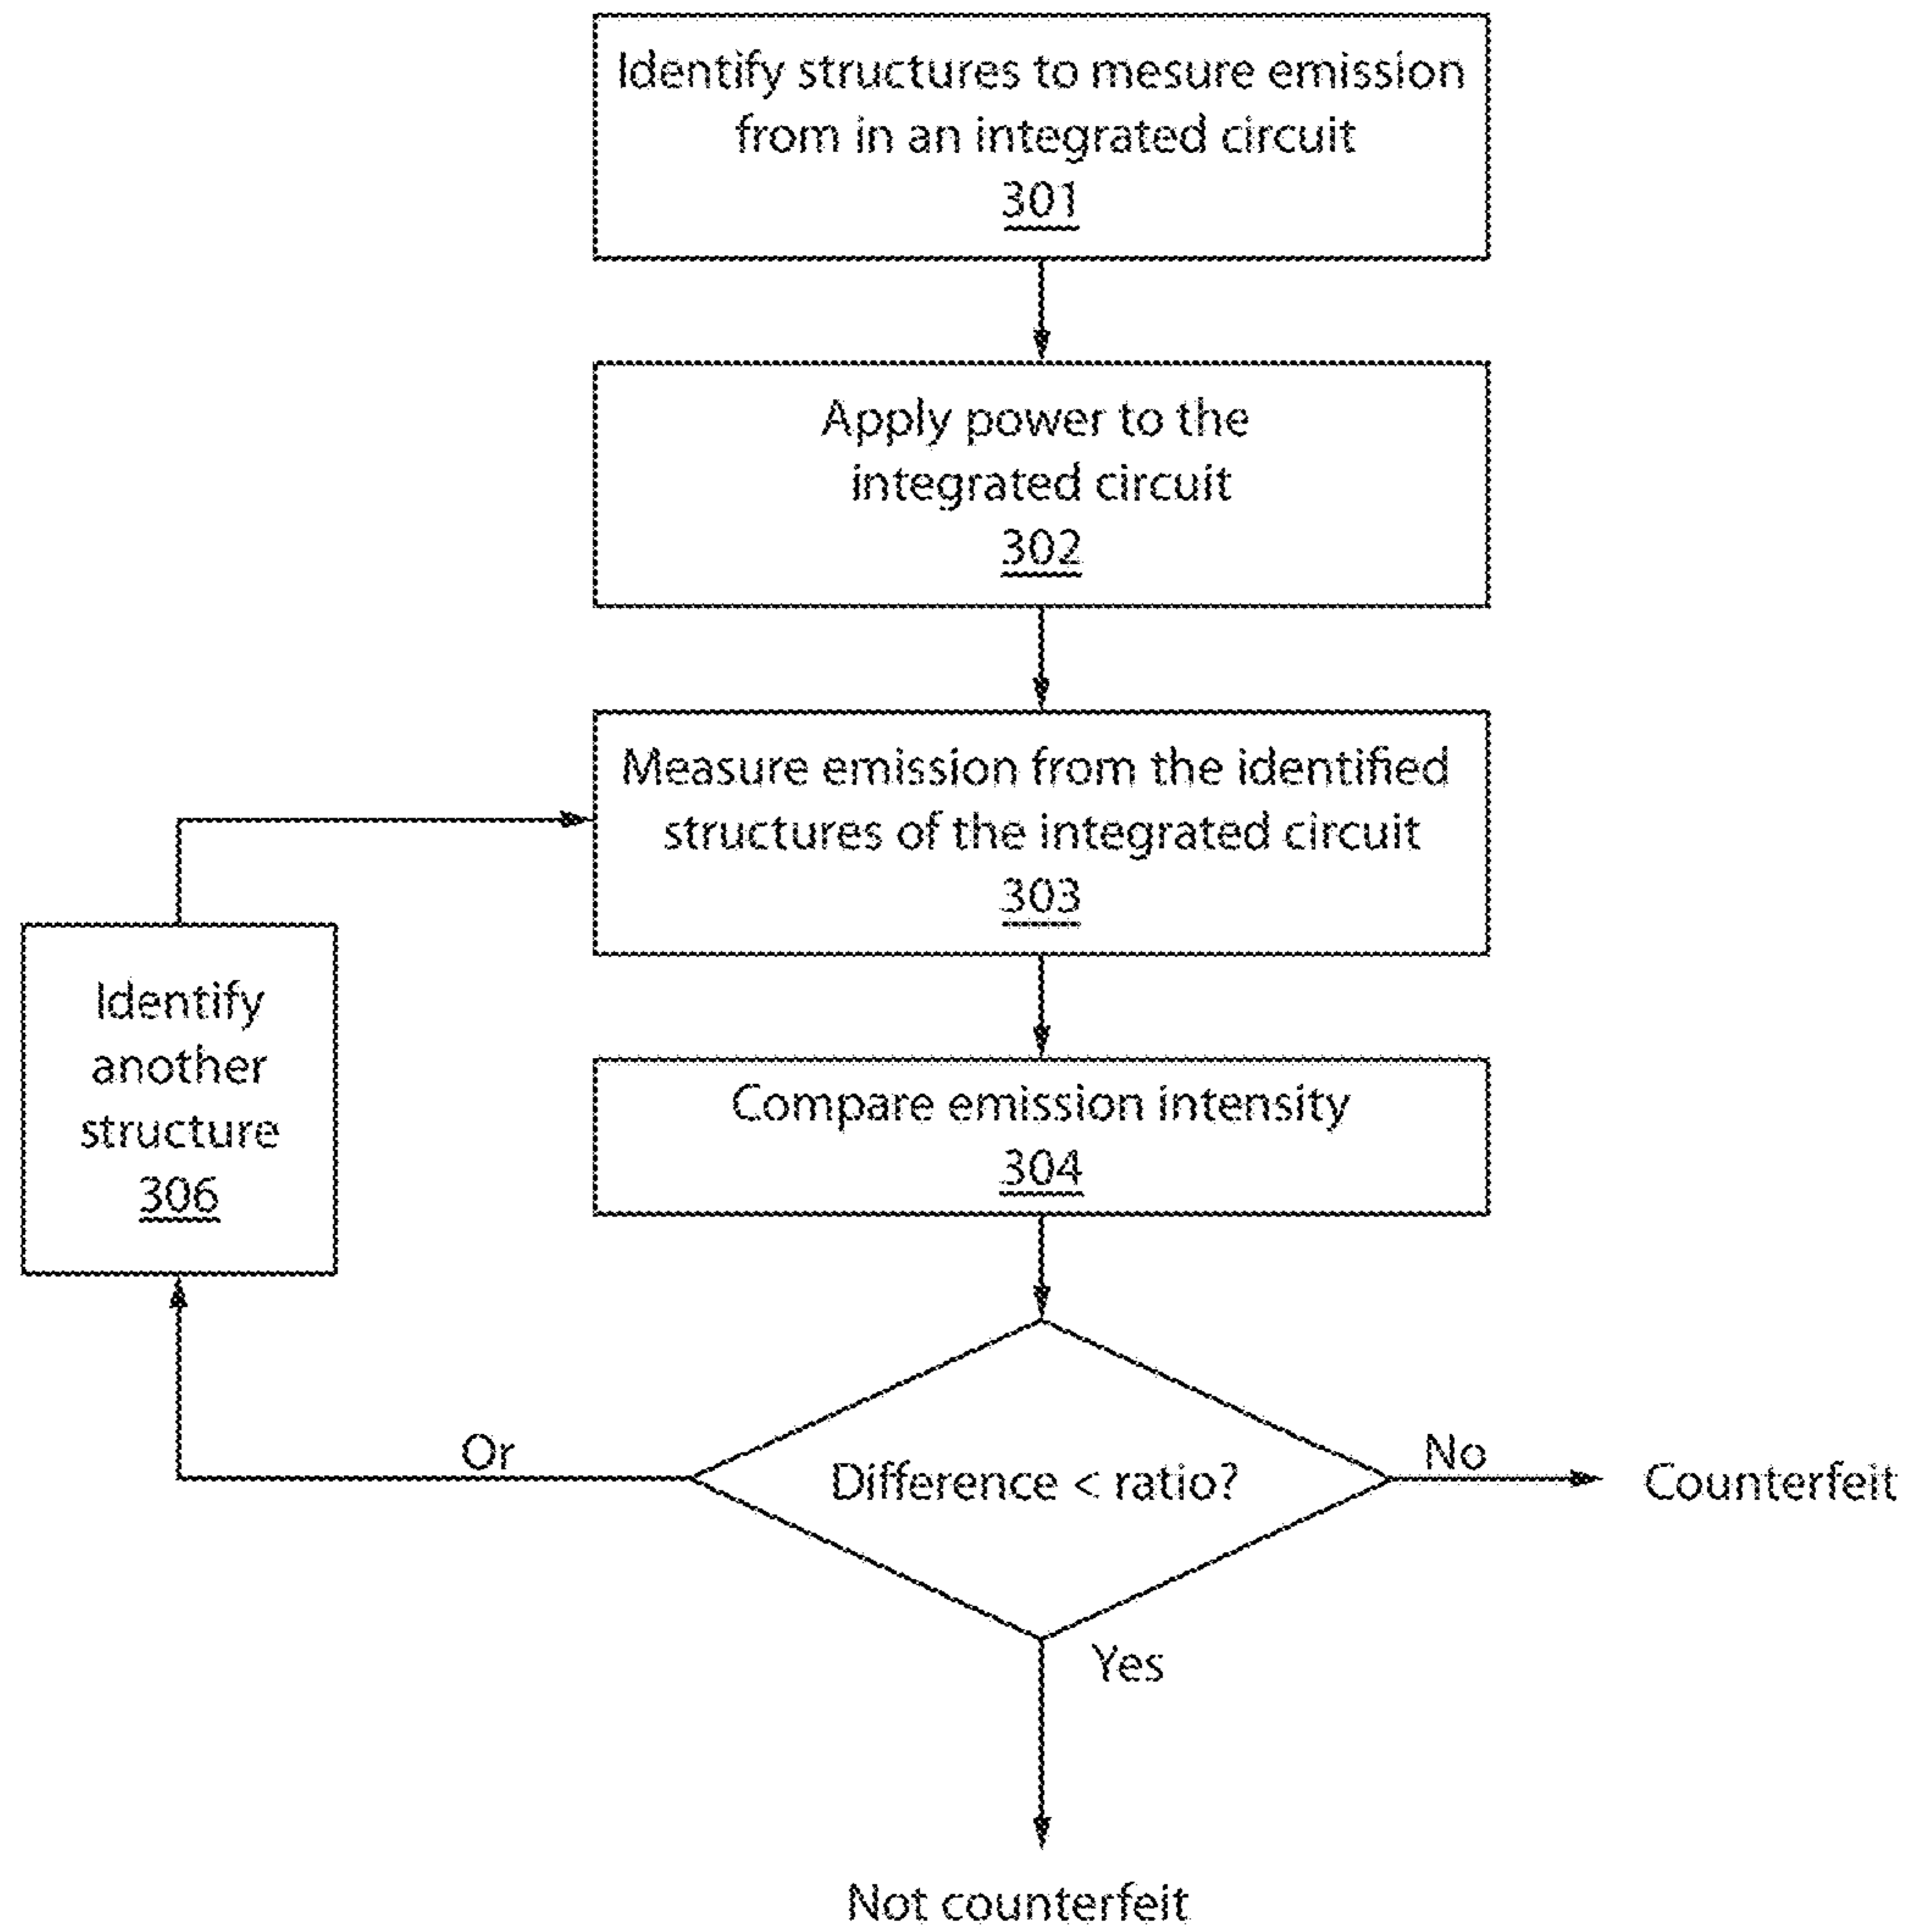 Identify structures to mesure emission
from in an integrated circuit
301
Apply power to the
integrated circuit
302
Measure emission from the identified
structures of the integrated circuit
303
Identify
another
structure
306
Compare emission intensity
304
Or
Difference < ratio?
No
Counterfeit
Yes
Not counterfeit